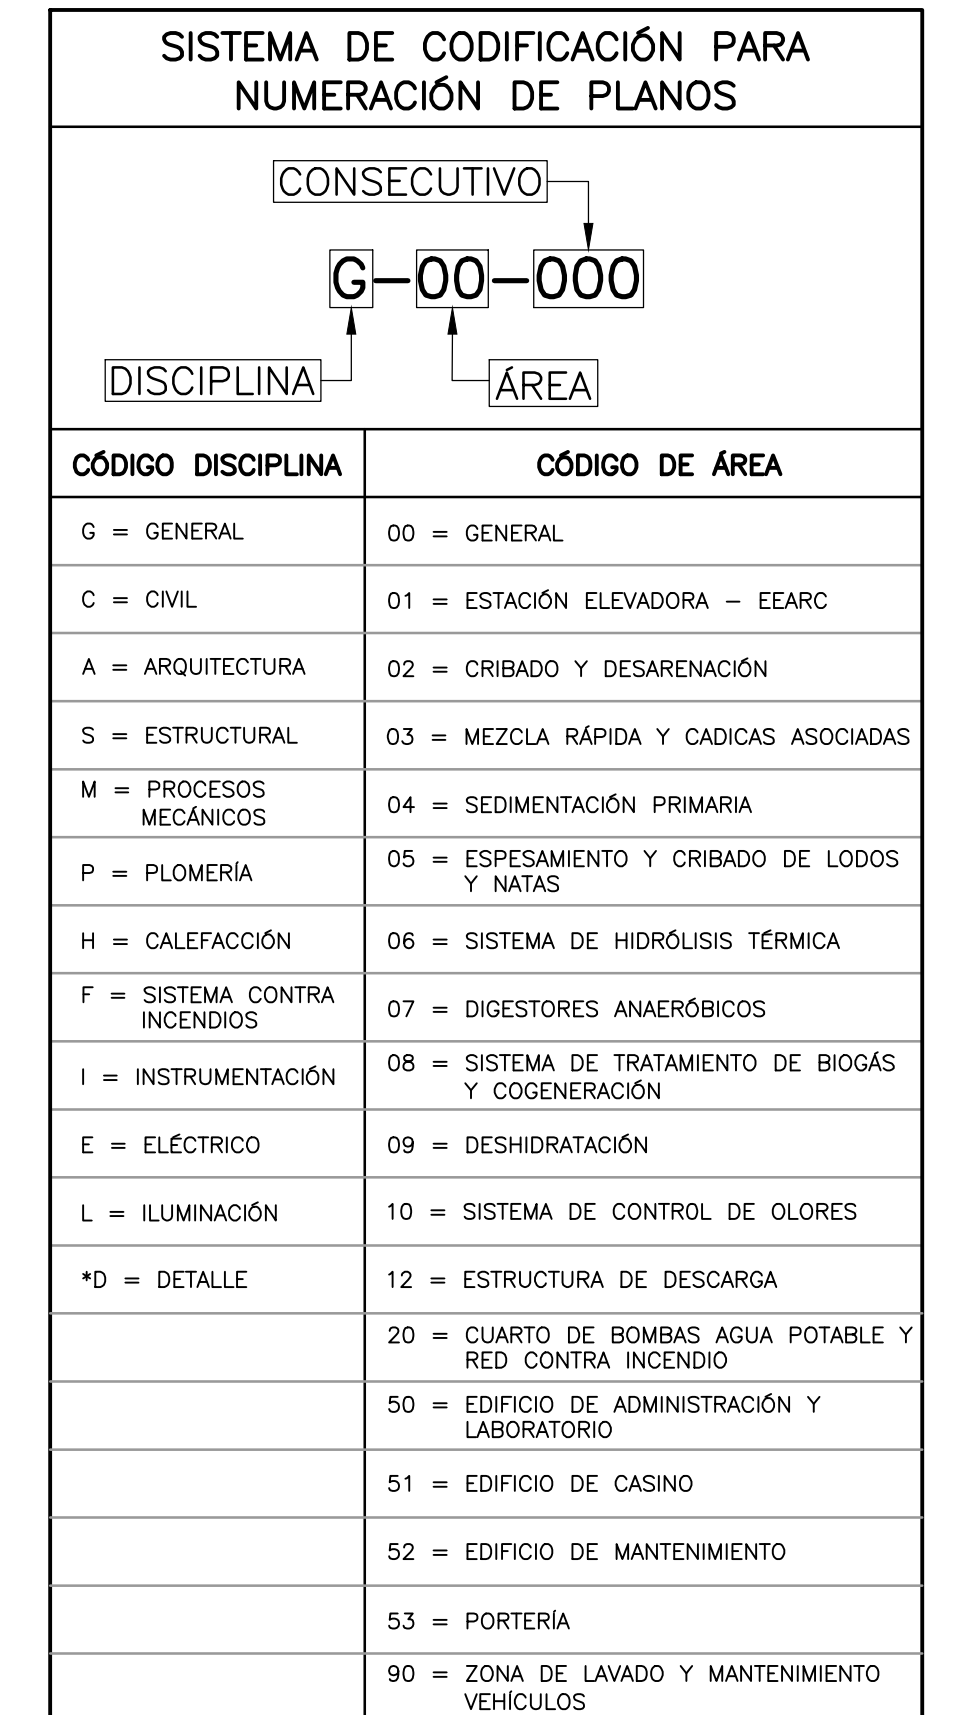 SISTEMA DE CODIFICACIÓN PARA
NUMERACIÓN DE PLANOS
CONSECUTIVO
G-00-000
DISCIPLINA
ÁREA
CÓDIGO DISCIPLINA
CÓDIGO DE ÁREA
G = GENERAL
00 = GENERAL
C = CIVIL
01 = ESTACIÓN ELEVADORA – EEARC
A = ARQUITECTURA
02 = CRIBADO Y DESARENACIÓN
S = ESTRUCTURAL
03 = MEZCLA RÁPIDA Y CADICAS ASOCIADAS
M = PROCESOS
MECÁNICOS
04 = SEDIMENTACIÓN PRIMARIA
P = PLOMERÍA
05 = ESPESAMIENTO Y CRIBADO DE LODOS
Y NATAS
H = CALEFACCIÓN
06 = SISTEMA DE HIDRÓLISIS TÉRMICA
F = SISTEMA CONTRA
INCENDIOS
07 = DIGESTORES ANAERÓBICOS
I = INSTRUMENTACIÓN
08 = SISTEMA DE TRATAMIENTO DE BIOGÁS
Y COGENERACIÓN
E = ELÉCTRICO
09 = DESHIDRATACIÓN
L = ILUMINACIÓN
10 = SISTEMA DE CONTROL DE OLORES
*D = DETALLE
12 = ESTRUCTURA DE DESCARGA
20 = CUARTO DE BOMBAS AGUA POTABLE Y
RED CONTRA INCENDIO
50 = EDIFICIO DE ADMINISTRACIÓN Y
LABORATORIO
51 = EDIFICIO DE CASINO
52 = EDIFICIO DE MANTENIMIENTO
53 = PORTERÍA
90 = ZONA DE LAVADO Y MANTENIMIENTO
VEHÍCULOS